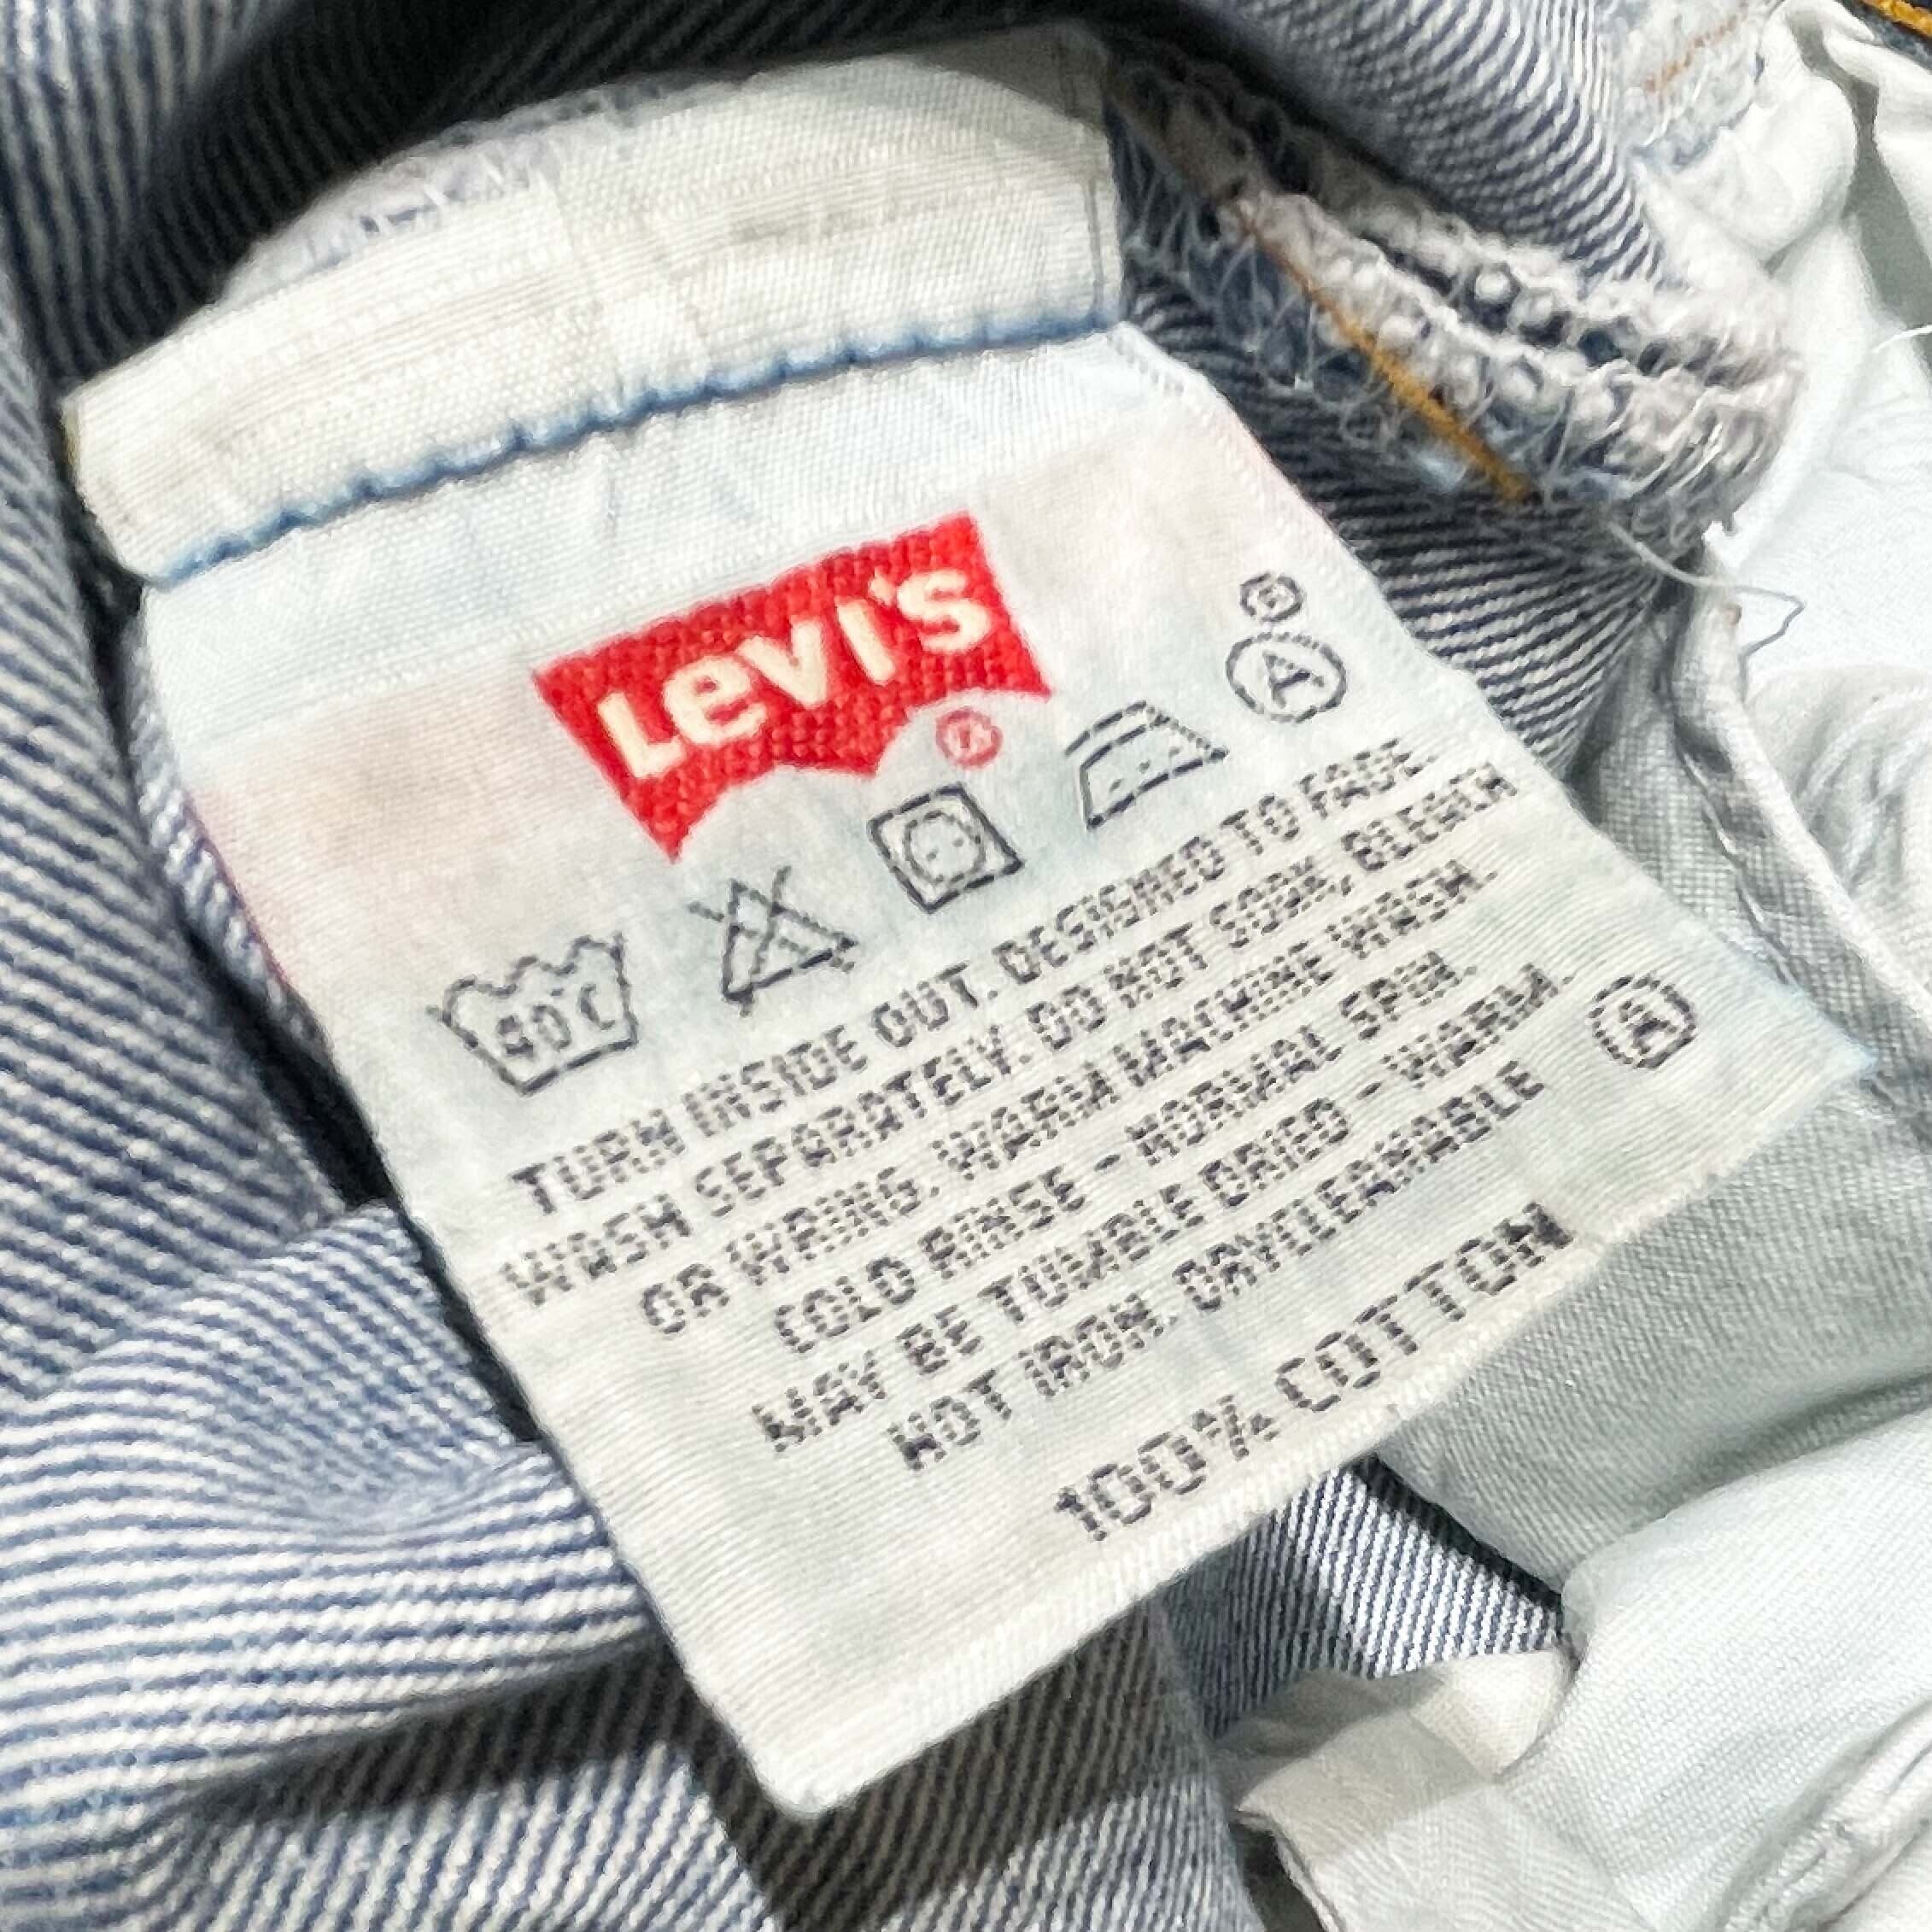 Levi's
®
®
40°C
A
TURN INSIDE OUT. DESIGNED TO FADE.
WASH SEPARATELY. DO NOT SOAK, BLEACH
OR WRING. WARM MACHINE WASH.
COLD RINSE - NORMAL SPIN.
MAY BE TUMBLE DRIED - WARM.
HOT IRON. DRYCLEANABLE A
100% COTTON